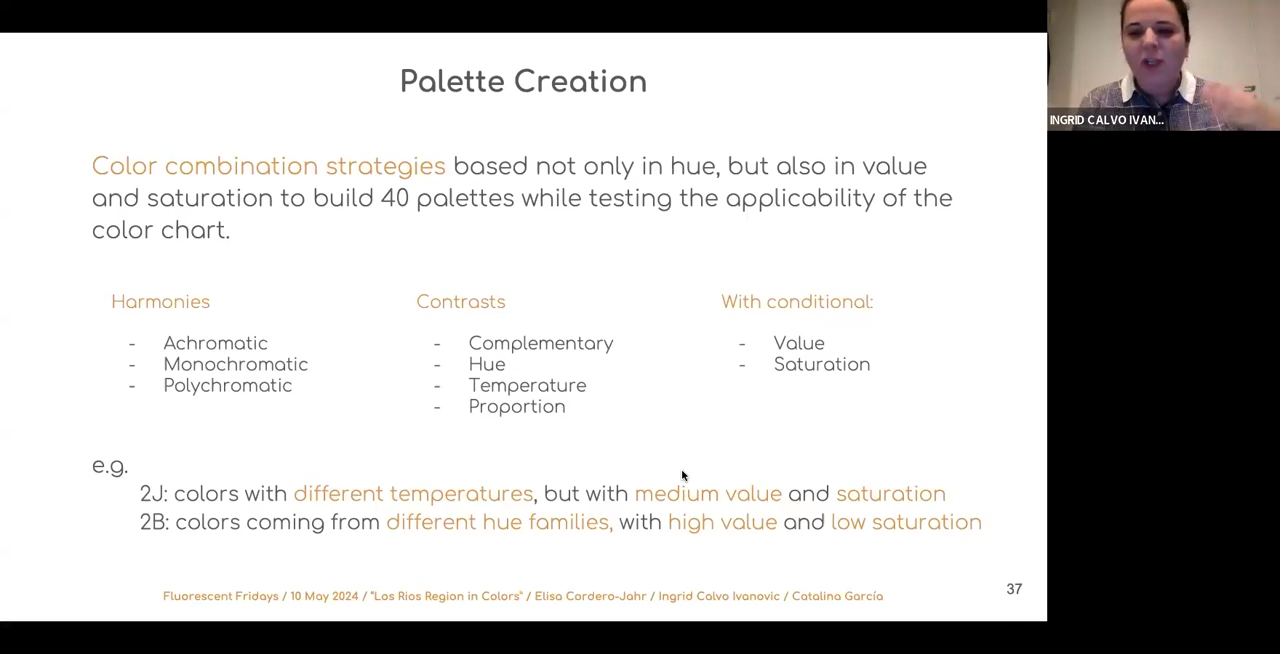 Palette Creation
INGRID CALVO IVAN...
Color combination strategies based not only in hue, but also in value
and saturation to build 40 palettes while testing the applicability of the
color chart.
Harmonies
- Achromatic
- Monochromatic
- Polychromatic
Contrasts
- Complementary
- Hue
- Temperature
- Proportion
With conditional:
- Value
- Saturation
e.g.
2J: colors with different temperatures, but with medium value and saturation
2B: colors coming from different hue families, with high value and low saturation
Fluorescent Fridays / 10 May 2024 / "Los Rios Region in Colors" / Elisa Cordero-Jahr / Ingrid Calvo Ivanovic / Catalina García
37